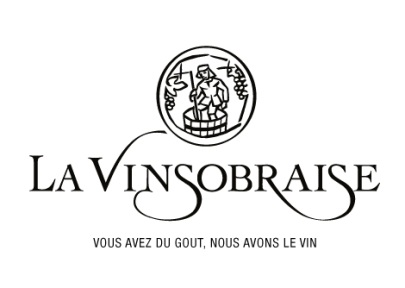 LA VINSOBRAISE
VOUS AVEZ DU GOUT, NOUS AVONS LE VIN